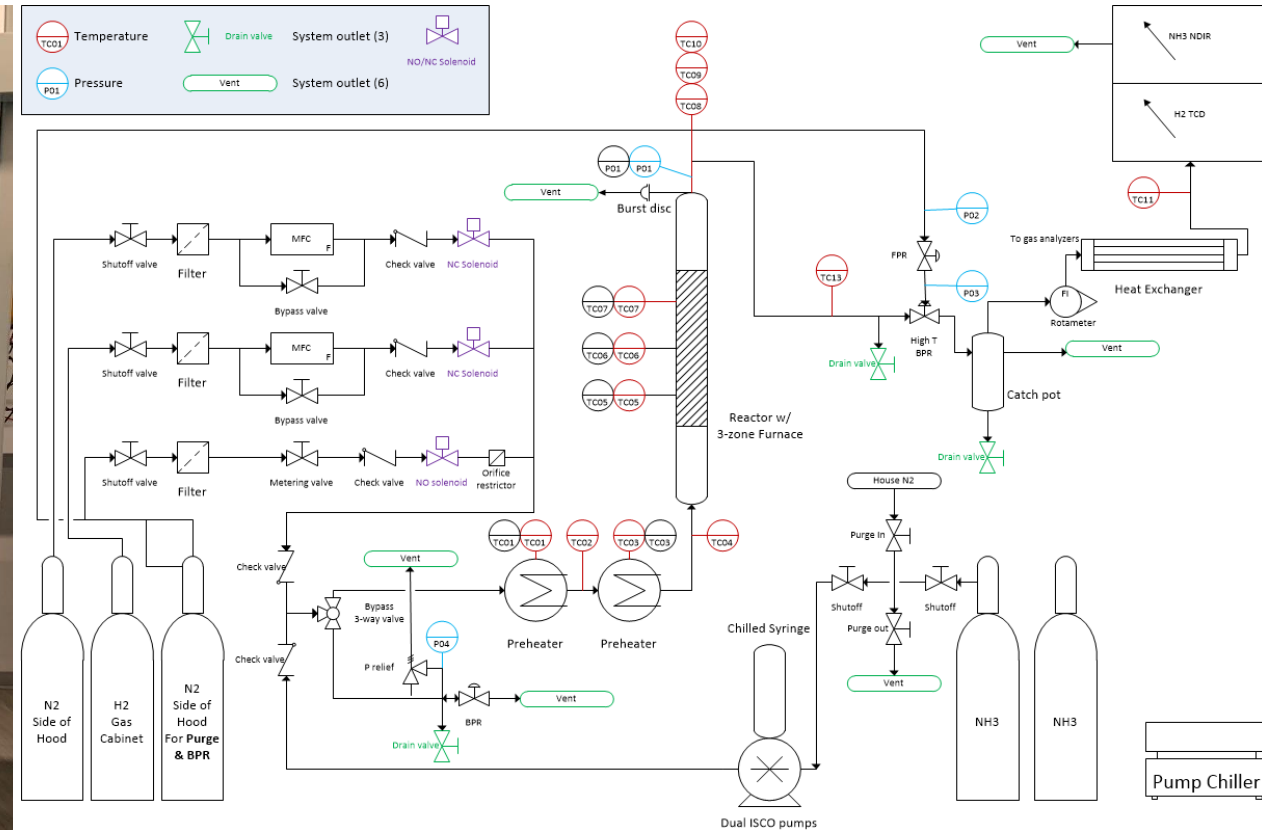 TC01
Temperature
Drain valve
System outlet (3)
NO/NC Solenoid
P01
Pressure
Vent
System outlet (6)
TC10
TC09
TC08
P01
P01
Vent
Burst disc
Vent
NH3 NDIR
H2 TCD
TC11
P02
To gas analyzers
FPR
Heat Exchanger
TC13
P03
FI
Rotameter
High T
BPR
Drain valve
Vent
Catch pot
Drain valve
MFC
F
Shutoff valve
Filter
Check valve
NC Solenoid
Bypass valve
MFC
F
Shutoff valve
Filter
Check valve
NC Solenoid
Bypass valve
Shutoff valve
Filter
Metering valve
Check valve
NO solenoid
Orifice
restrictor
TC07
TC07
TC06
TC06
TC05
TC05
Reactor w/
3-zone Furnace
TC01
TC01
TC02
TC03
TC03
TC04
Check valve
Vent
Bypass
3-way valve
Preheater
Preheater
Check valve
P04
P relief
Vent
BPR
Drain valve
House N2
Purge In
Shutoff
Shutoff
Purge out
Vent
Chilled Syringe
Dual ISCO pumps
N2
Side of
Hood
H2
Gas
Cabinet
N2
Side of
Hood
For Purge
& BPR
NH3
NH3
Pump Chiller